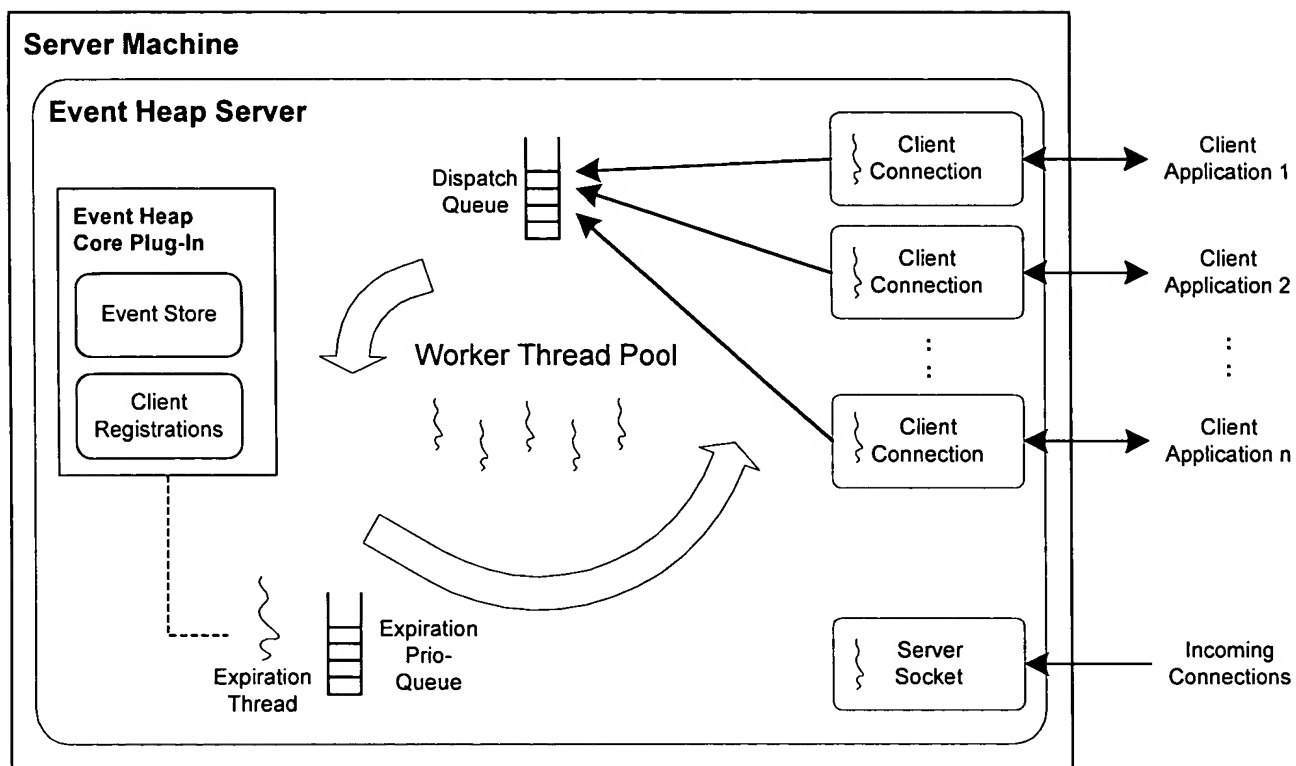 Server Machine
Event Heap Server
Event Heap
Core Plug-In
Event Store
Client
Registrations
Dispatch
Queue
Worker Thread Pool
Expiration
Thread
Expiration
Prio-
Queue
Client
Connection
Client
Application 1
Client
Connection
Client
Application 2
:
:
:
:
Client
Connection
Client
Application n
Server
Socket
Incoming
Connections